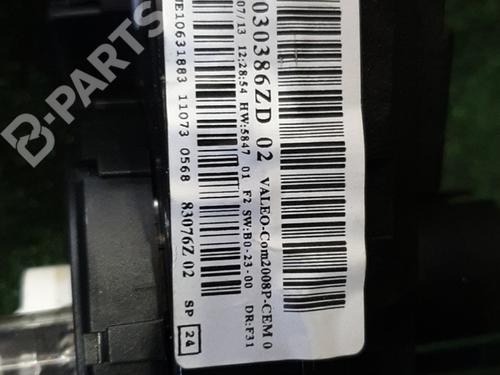 030386ZD 02 VALEO-Com2008P-CEM 0
07/13 12:28:54 HW:5847 01 F2 SW:B0-23-00 DR:F31
VE10631883 11073 0568 83076Z.02 SP 24
B-PARTS